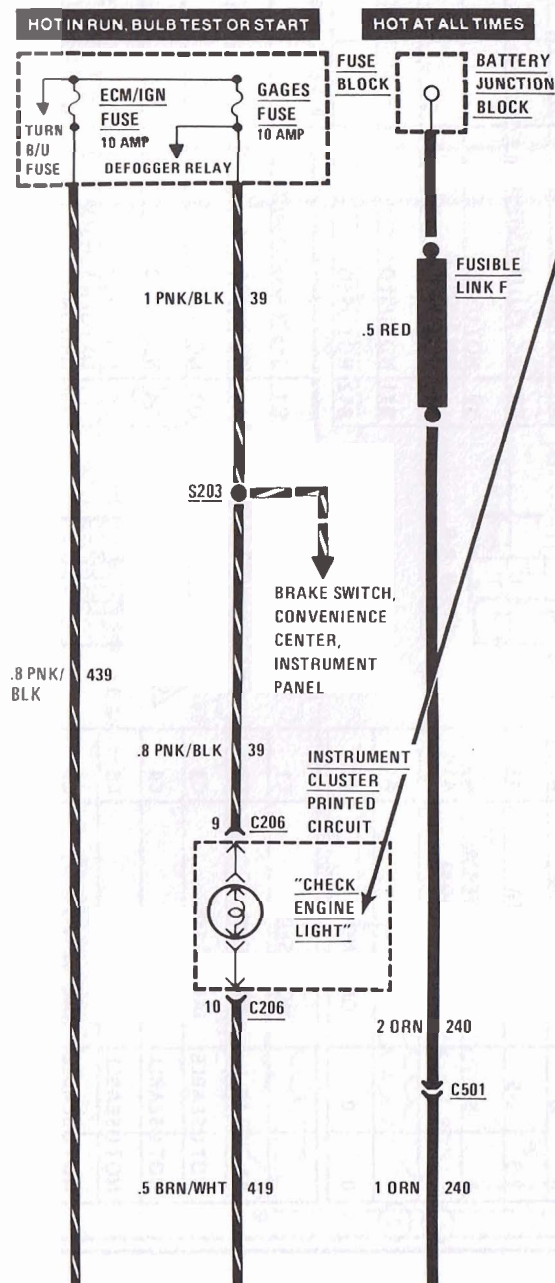 HOT IN RUN, BULB TEST OR START
HOT AT ALL TIMES
FUSE
BLOCK
BATTERY
JUNCTION
BLOCK
ECM/IGN
FUSE
10 AMP
GAGES
FUSE
10 AMP
TURN
B/U
FUSE
DEFOGGER RELAY
FUSIBLE
LINK F
1 PNK/BLK
39
.5 RED
S203
BRAKE SWITCH,
CONVENIENCE
CENTER,
INSTRUMENT
PANEL
.8 PNK/
BLK
439
.8 PNK/BLK
39
INSTRUMENT
CLUSTER
PRINTED
CIRCUIT
9
C206
"CHECK
ENGINE
LIGHT"
10
C206
2 ORN
240
C501
.5 BRN/WHT
419
1 ORN
240